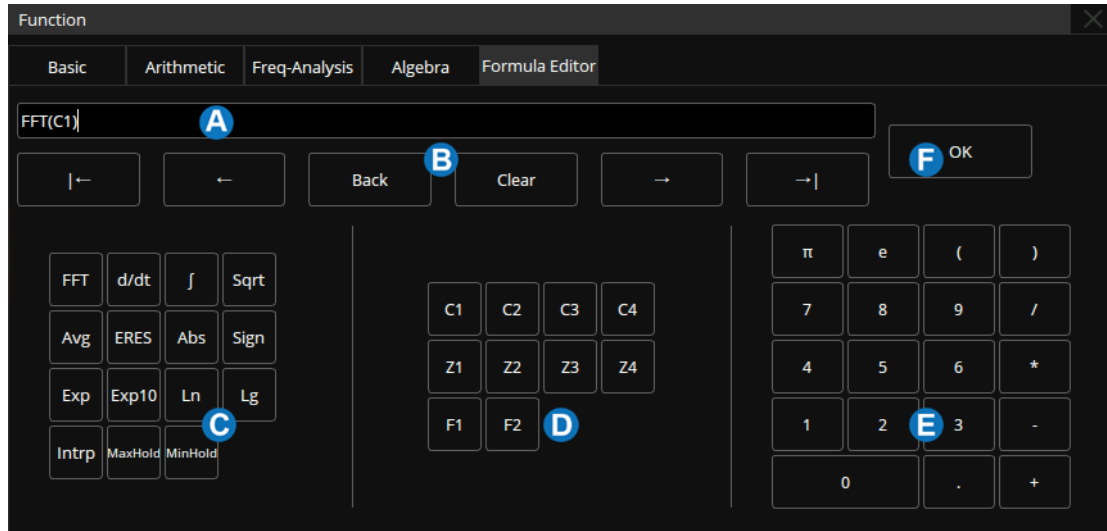 Function
Basic Arithmetic Freq-Analysis Algebra Formula Editor
FFT(C1) A
|← ← Back B Clear → →| F OK
FFT d/dt ∫ Sqrt
Avg ERES Abs Sign
Exp Exp10 Ln Lg
Intrp MaxHold MinHold C
C1 C2 C3 C4
Z1 Z2 Z3 Z4
F1 F2 D
π e ( )
7 8 9 /
4 5 6 *
1 2 E 3 -
0 . +